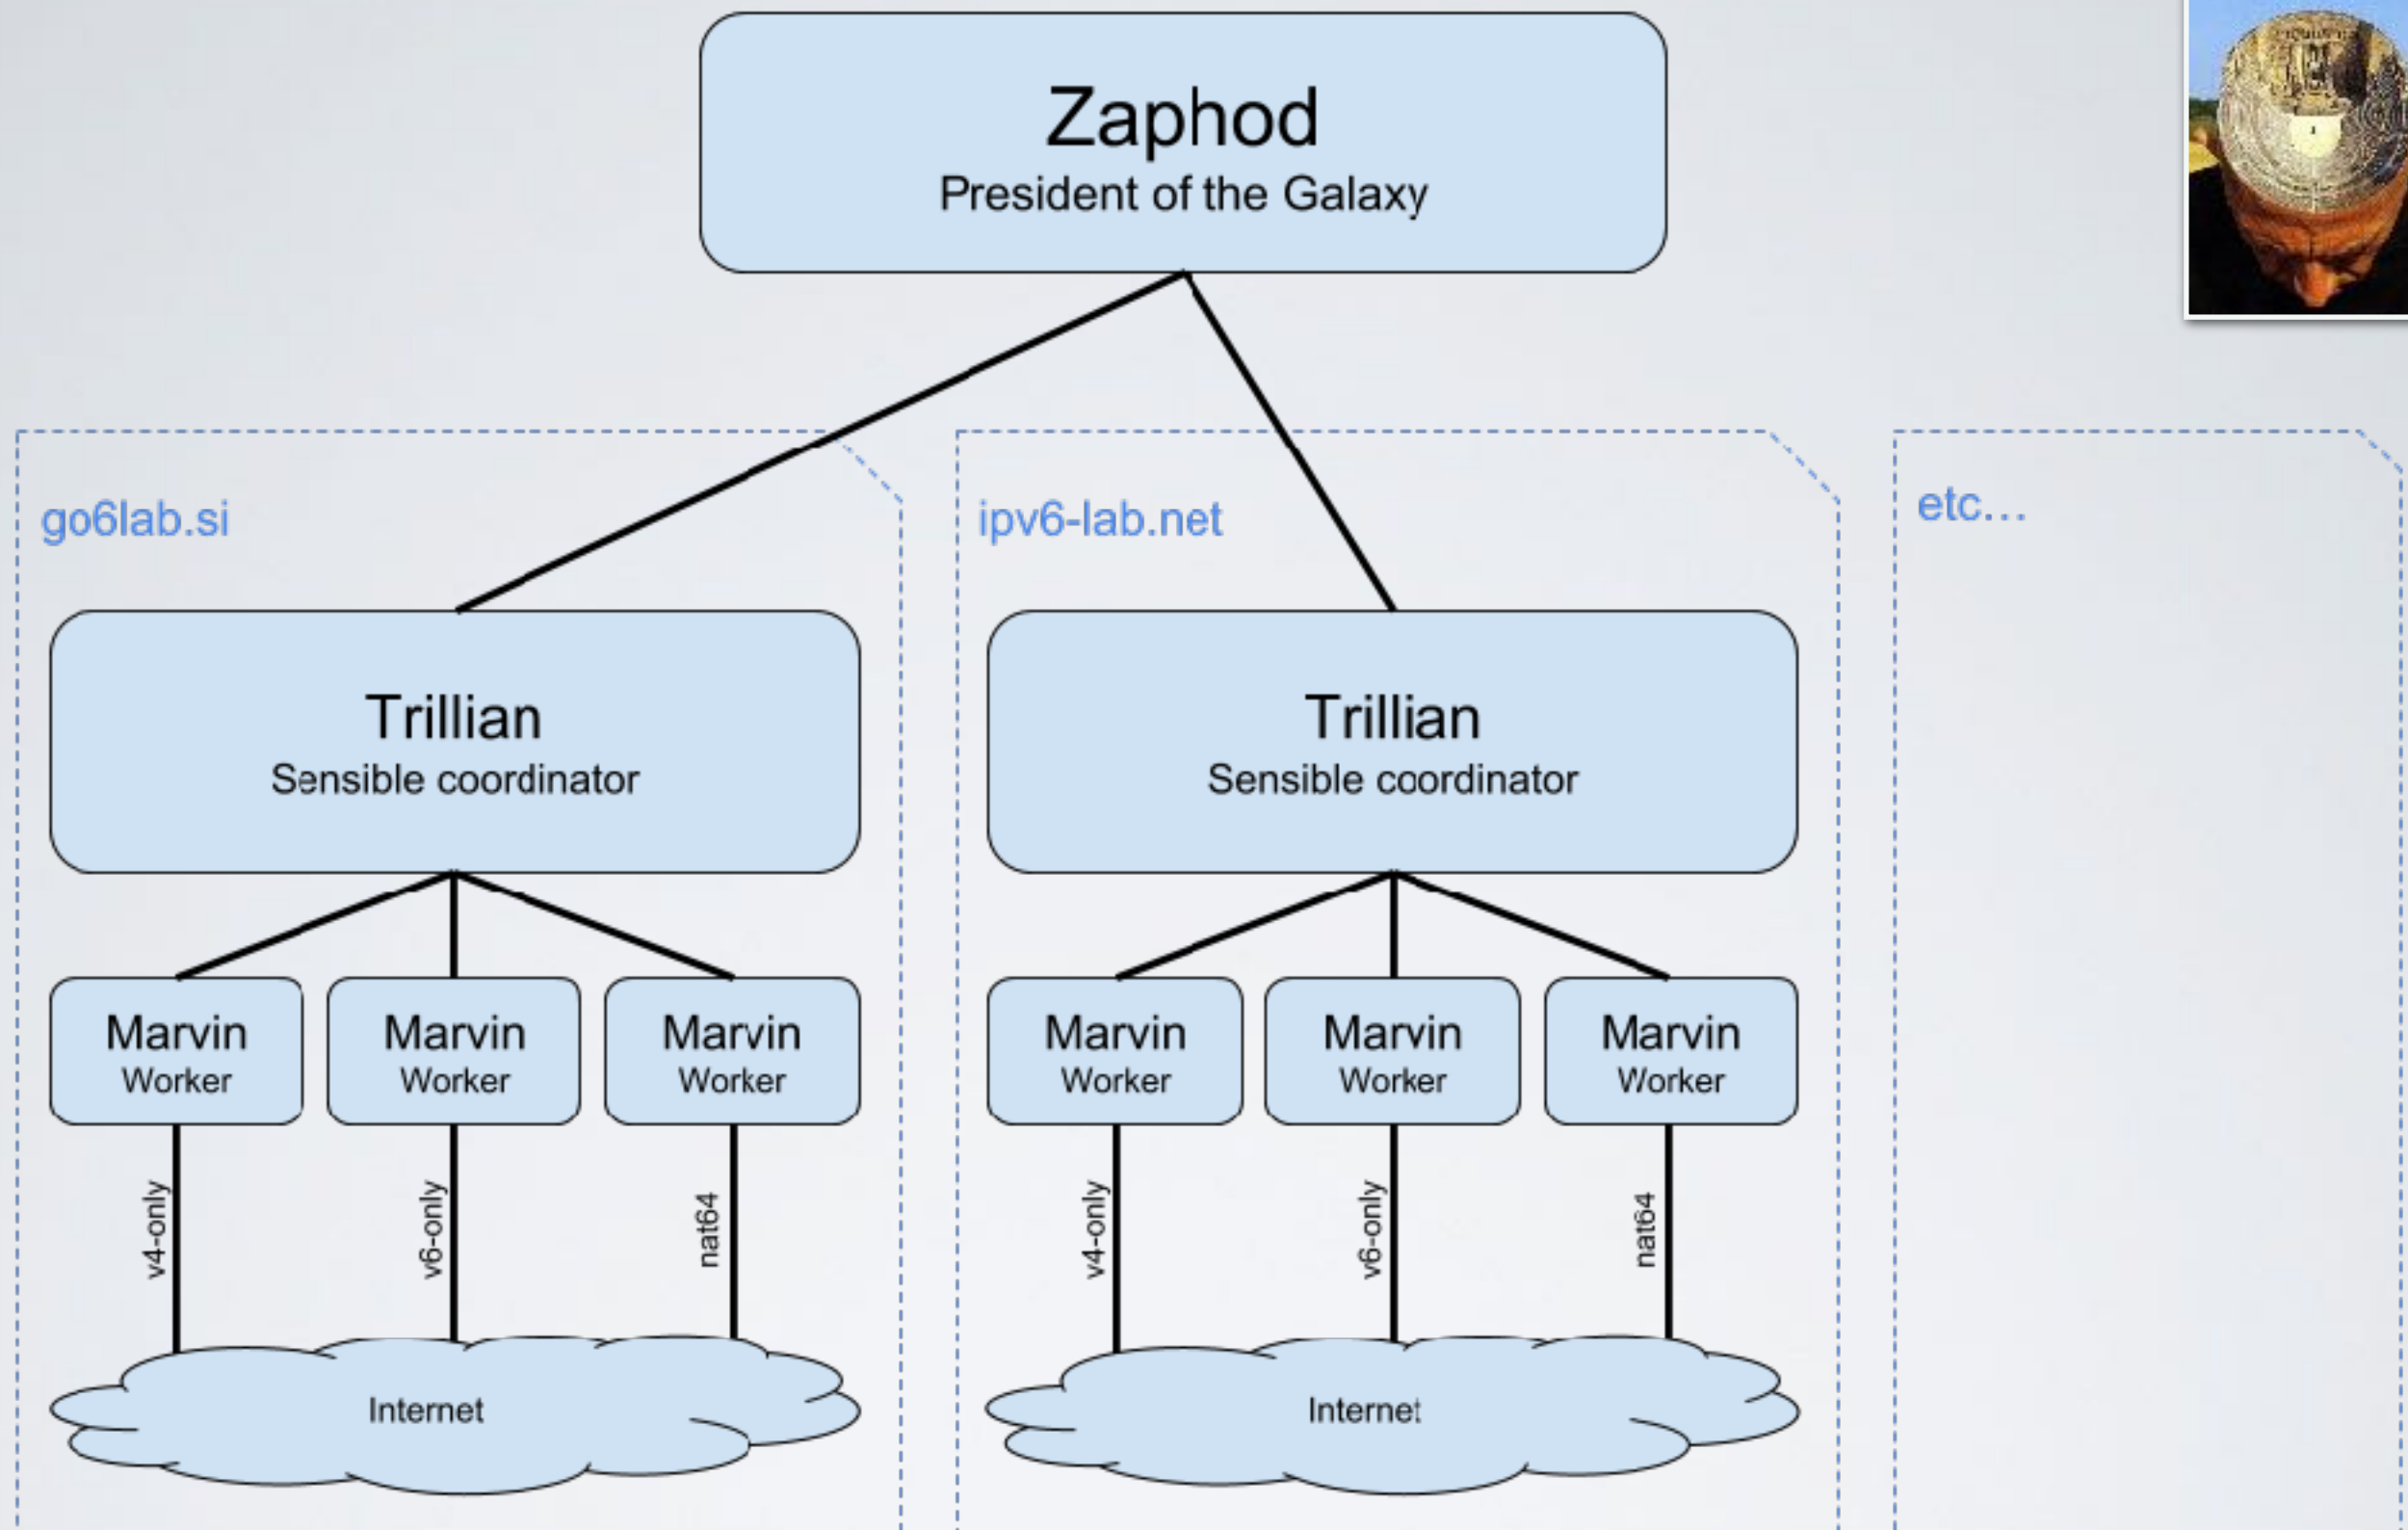 Zaphod
President of the Galaxy
go6lab.si
ipv6-lab.net
etc...
Trillian
Sensible coordinator
Trillian
Sensible coordinator
Marvin
Worker
Marvin
Worker
Marvin
Worker
Marvin
Worker
Marvin
Worker
Marvin
Worker
v4-only
v6-only
nat64
v4-only
v6-only
nat64
Internet
Internet